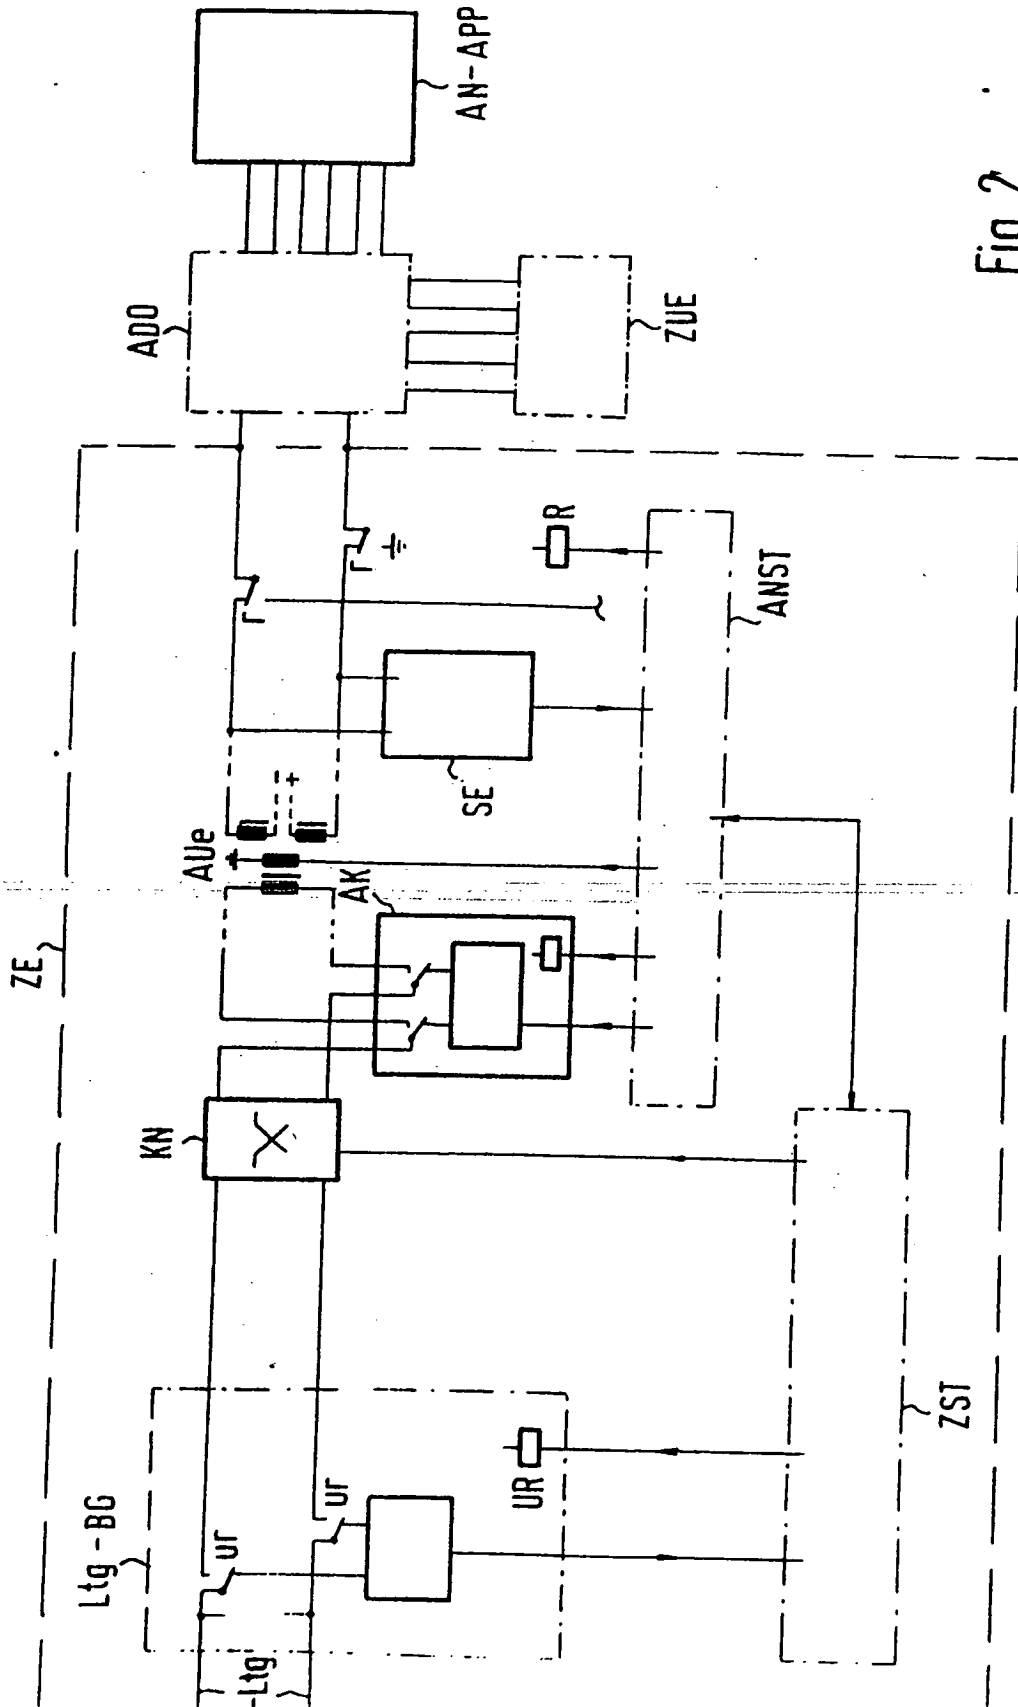 AN-APP
ADO
ZUE
ZE
R
ANST
SE
AUe
AK
r
r
- +
KN
ZST
Ltg-BG
ur
ur
UR
-Ltg
Fig. 2